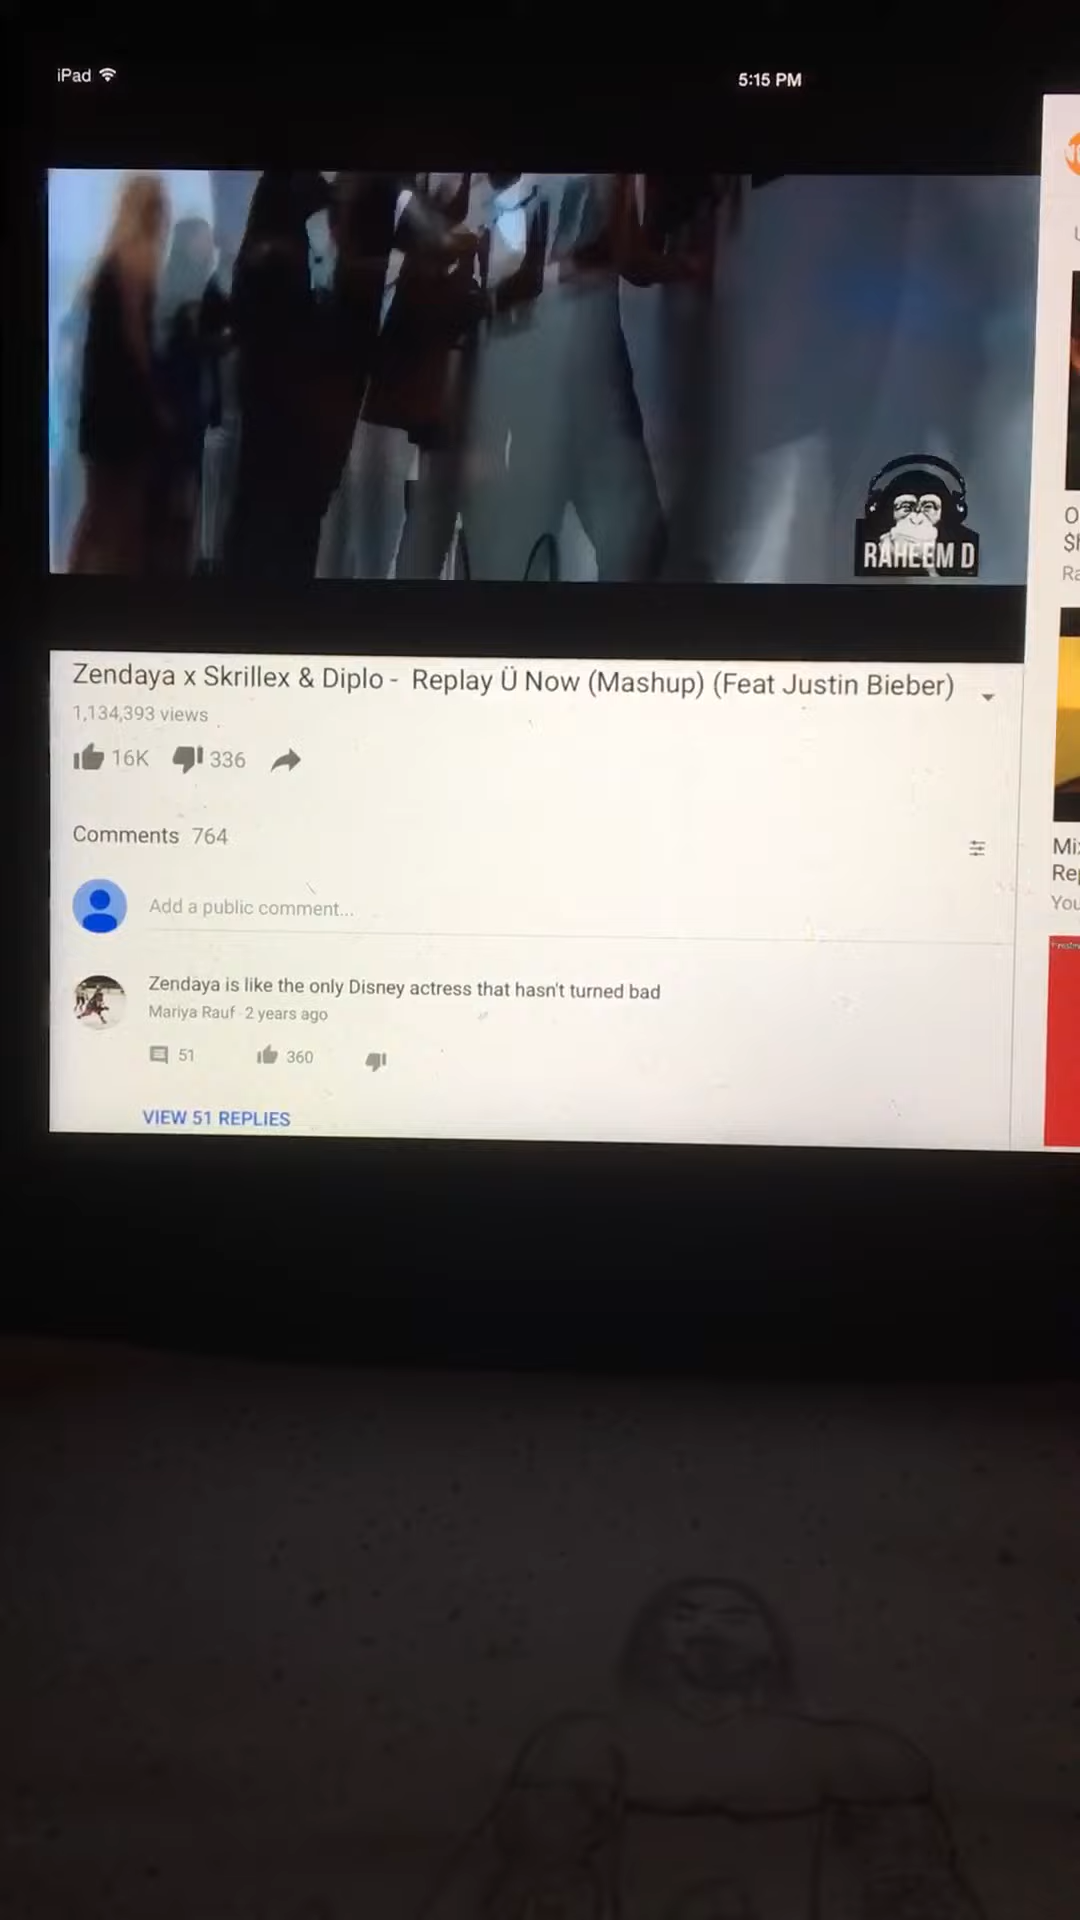 iPad
5:15 PM
RAHEEM D
Zendaya x Skrillex & Diplo - Replay Ü Now (Mashup) (Feat Justin Bieber)
1,134,393 views
16K 336
Comments 764
Add a public comment...
Zendaya is like the only Disney actress that hasn't turned bad
Mariya Rauf 2 years ago
51 360
VIEW 51 REPLIES